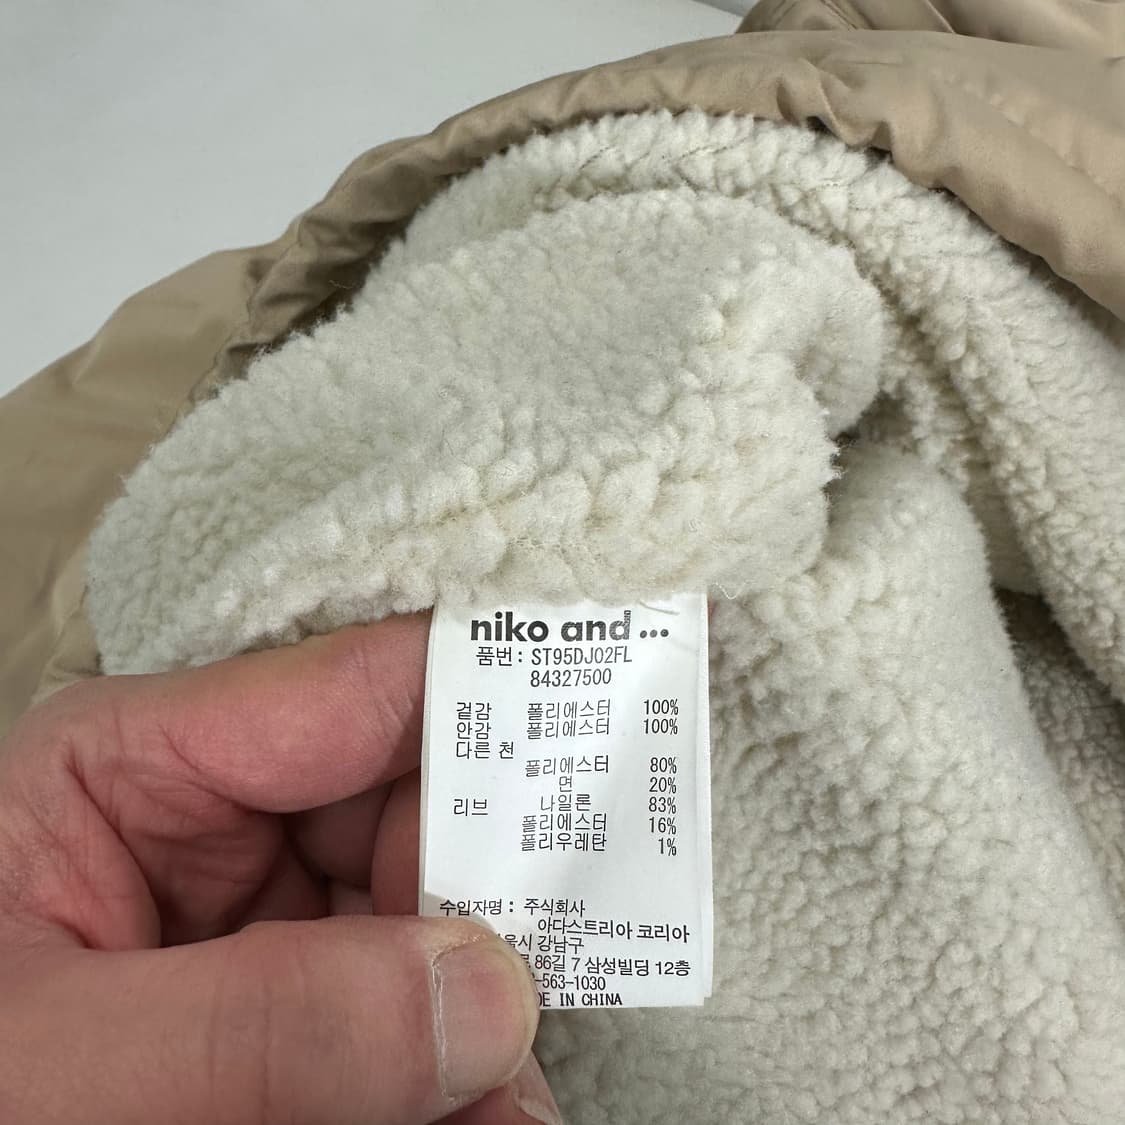 niko and ...
품번: ST95DJ02FL
84327500
겉감 폴리에스터 100%
안감 폴리에스터 100%
다른 천
폴리에스터 80%
면 20%
리브 나일론 83%
폴리에스터 16%
폴리우레탄 1%
수입자명: 주식회사
아다스트리아 코리아
강남구
86길 7 삼성빌딩 12층
-563-1030
IN CHINA